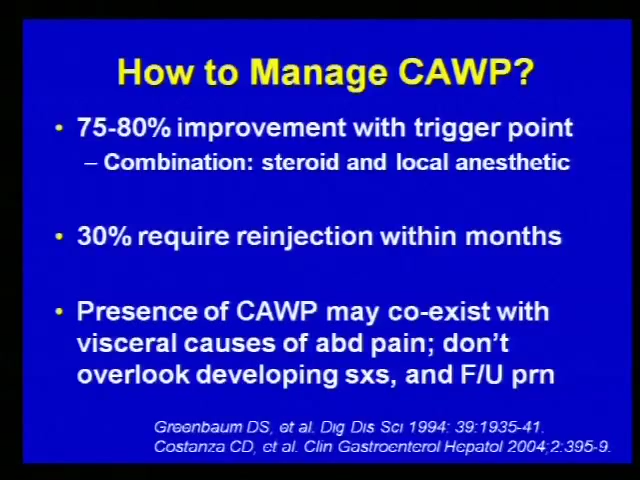 How to Manage CAWP?
• 75-80% improvement with trigger point
– Combination: steroid and local anesthetic
• 30% require reinjection within months
• Presence of CAWP may co-exist with
visceral causes of abd pain; don't
overlook developing sxs, and F/U prn
Greenbaum DS, et al. Dig Dis Sci 1994: 39:1935-41.
Costanza CD, et al. Clin Gastroenterol Hepatol 2004;2:395-9.